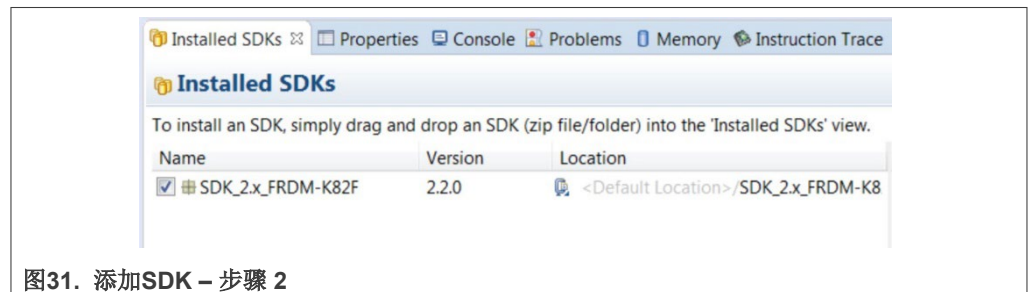 Installed SDKs Properties Console Problems Memory Instruction Trace
Installed SDKs
To install an SDK, simply drag and drop an SDK (zip file/folder) into the 'Installed SDKs' view.
Name Version Location
SDK_2.x_FRDM-K82F 2.2.0 <Default Location>/SDK_2.x_FRDM-K8
图31. 添加SDK – 步骤 2